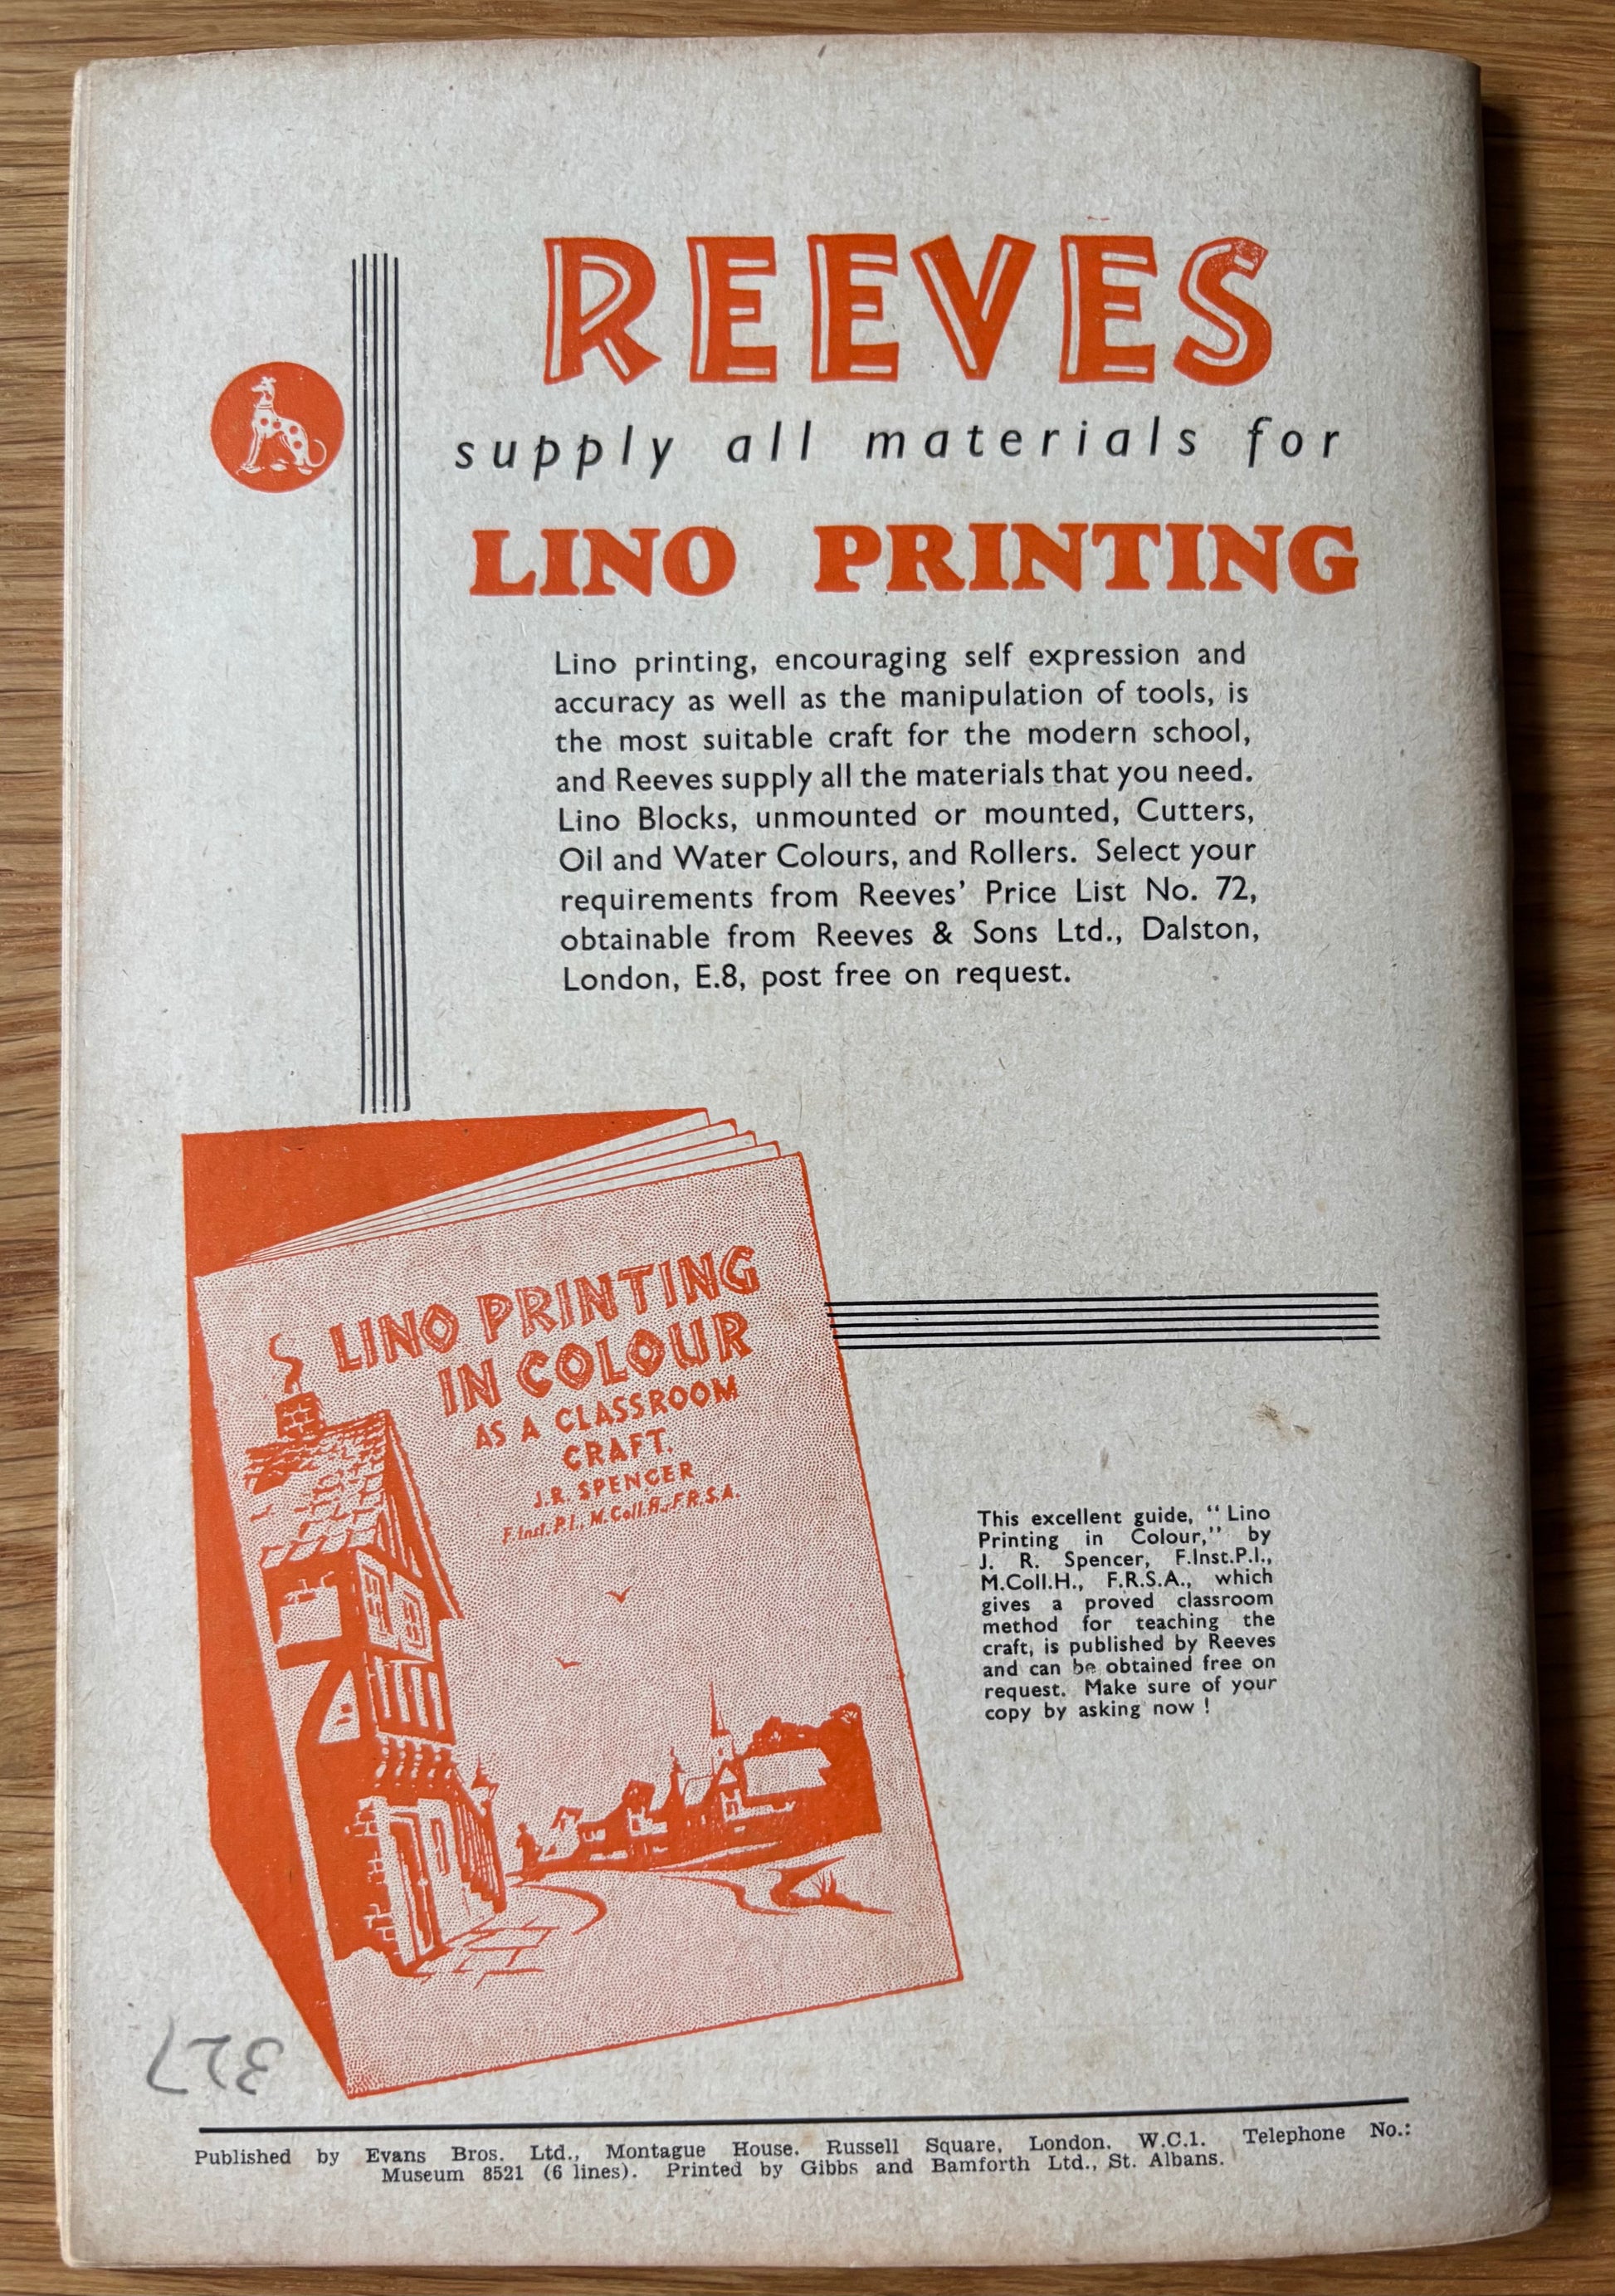 REEVES
supply all materials for
LINO PRINTING
Lino printing, encouraging self expression and
accuracy as well as the manipulation of tools, is
the most suitable craft for the modern school,
and Reeves supply all the materials that you need.
Lino Blocks, unmounted or mounted, Cutters,
Oil and Water Colours, and Rollers. Select your
requirements from Reeves' Price List No. 72,
obtainable from Reeves & Sons Ltd., Dalston,
London, E.8, post free on request.
LINO PRINTING
IN COLOUR
AS A CLASSROOM
CRAFT.
J.R. SPENCER
F.Inst.P.I., M.Coll.H., F.R.S.A.
This excellent guide, “ Lino
Printing in Colour,” by
J. R. Spencer, F.Inst.P.I.,
M.Coll.H., F.R.S.A., which
gives a proved classroom
method for teaching the
craft, is published by Reeves
and can be obtained free on
request. Make sure of your
copy by asking now !
327
Published by Evans Bros. Ltd., Montague House, Russell Square, London, W.C.1. Telephone No.:
Museum 8521 (6 lines). Printed by Gibbs and Bamforth Ltd., St. Albans.